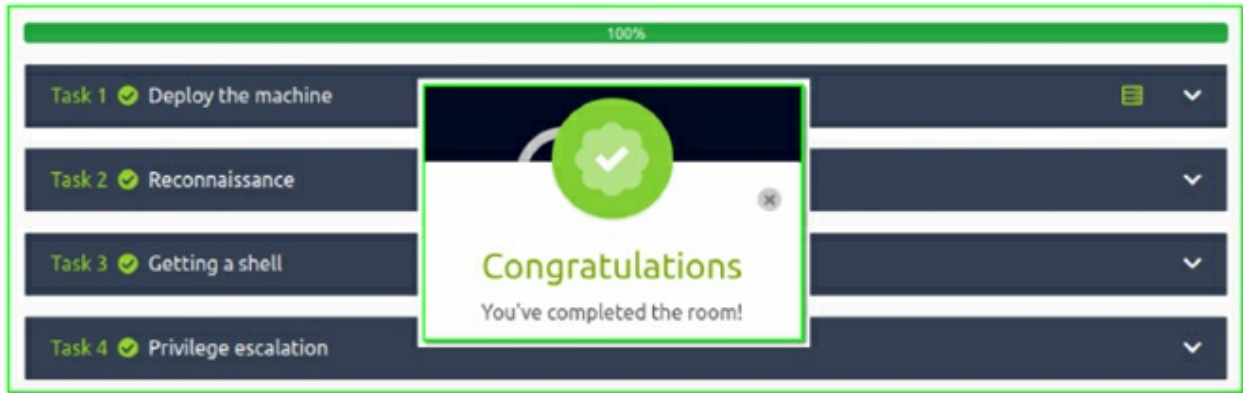 100%
Task 1 Deploy the machine
Task 2 Reconnaissance
Task 3 Getting a shell
Task 4 Privilege escalation
Congratulations
You've completed the room!